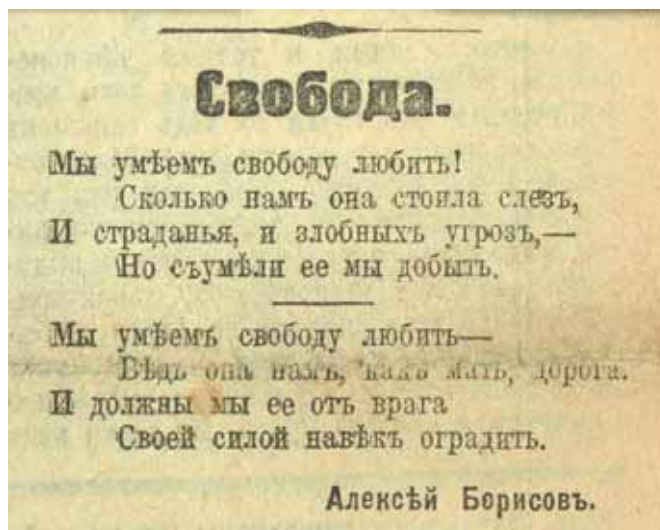 Свобода.
Мы умѣемъ свободу любить!
Сколько намъ она стоила слезъ,
И страданья, и злобныхъ угрозъ,—
Но съумѣли ее мы добыть.
Мы умѣемъ свободу любить—
Вѣдь она намъ, какъ мать, дорога.
И должны мы ее отъ врага
Своей силой навѣкъ оградить.
Алексѣй Борисовъ.